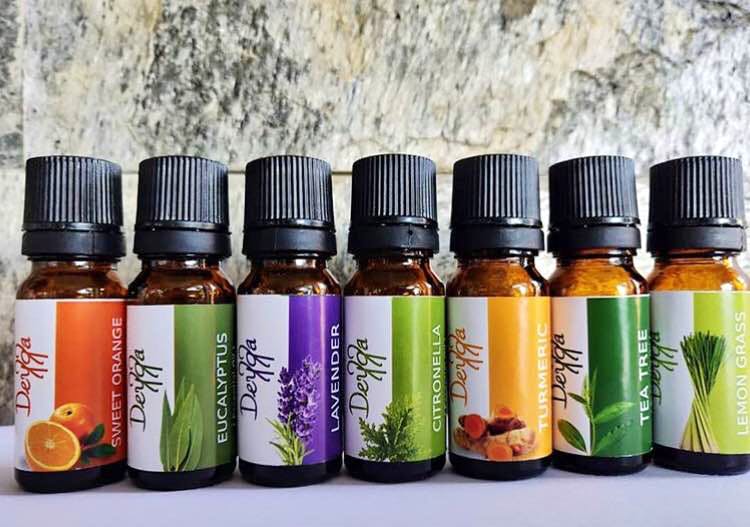 Deyga
SWEET ORANGE
Deyga
EUCALYPTUS
Deyga
LAVENDER
Deyga
CITRONELLA
Deyga
TURMERIC
Deyga
TEA TREE
LEMON GRASS